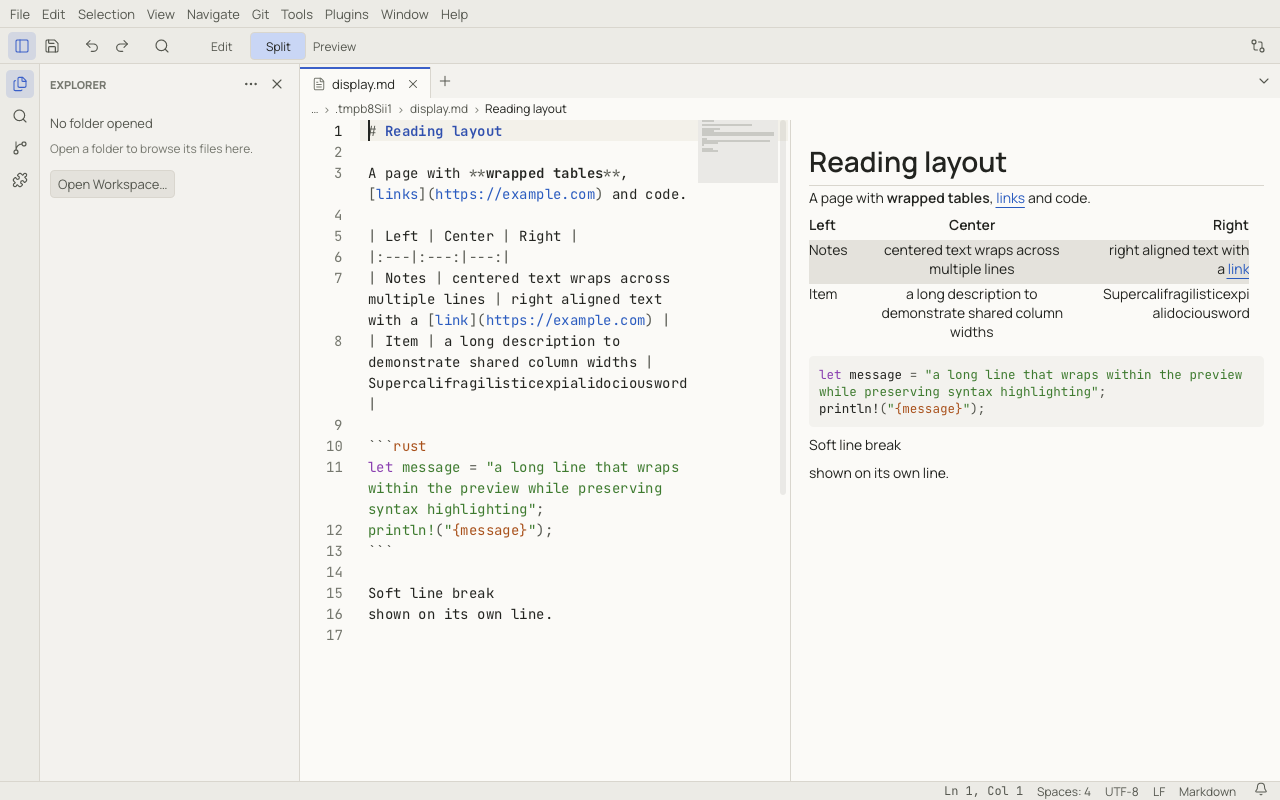 File Edit Selection View Navigate Git Tools Plugins Window Help
Edit Split Preview
EXPLORER
No folder opened
Open a folder to browse its files here.
Open Workspace...
display.md
... › .tmpb8Sii1 › display.md › Reading layout
1 # Reading layout
2
3 A page with **wrapped tables**,
[links](https://example.com) and code.
4
5 | Left | Center | Right |
6 |:---|:---:|---:|
7 | Notes | centered text wraps across
multiple lines | right aligned text
with a [link](https://example.com) |
8 | Item | a long description to
demonstrate shared column widths |
Supercalifragilisticexpialidociousword
|
9
10 ```rust
11 let message = "a long line that wraps
within the preview while preserving
syntax highlighting";
12 println!("{message}");
13 ```
14
15 Soft line break
16 shown on its own line.
17
Reading layout
A page with wrapped tables, links and code.
Left Center Right
Notes centered text wraps across right aligned text with
multiple lines a link
Item a long description to Supercalifragilisticexpi
demonstrate shared column alidociousword
widths
let message = "a long line that wraps within the preview
while preserving syntax highlighting";
println!("{message}");
Soft line break
shown on its own line.
Ln 1, Col 1 Spaces: 4 UTF-8 LF Markdown